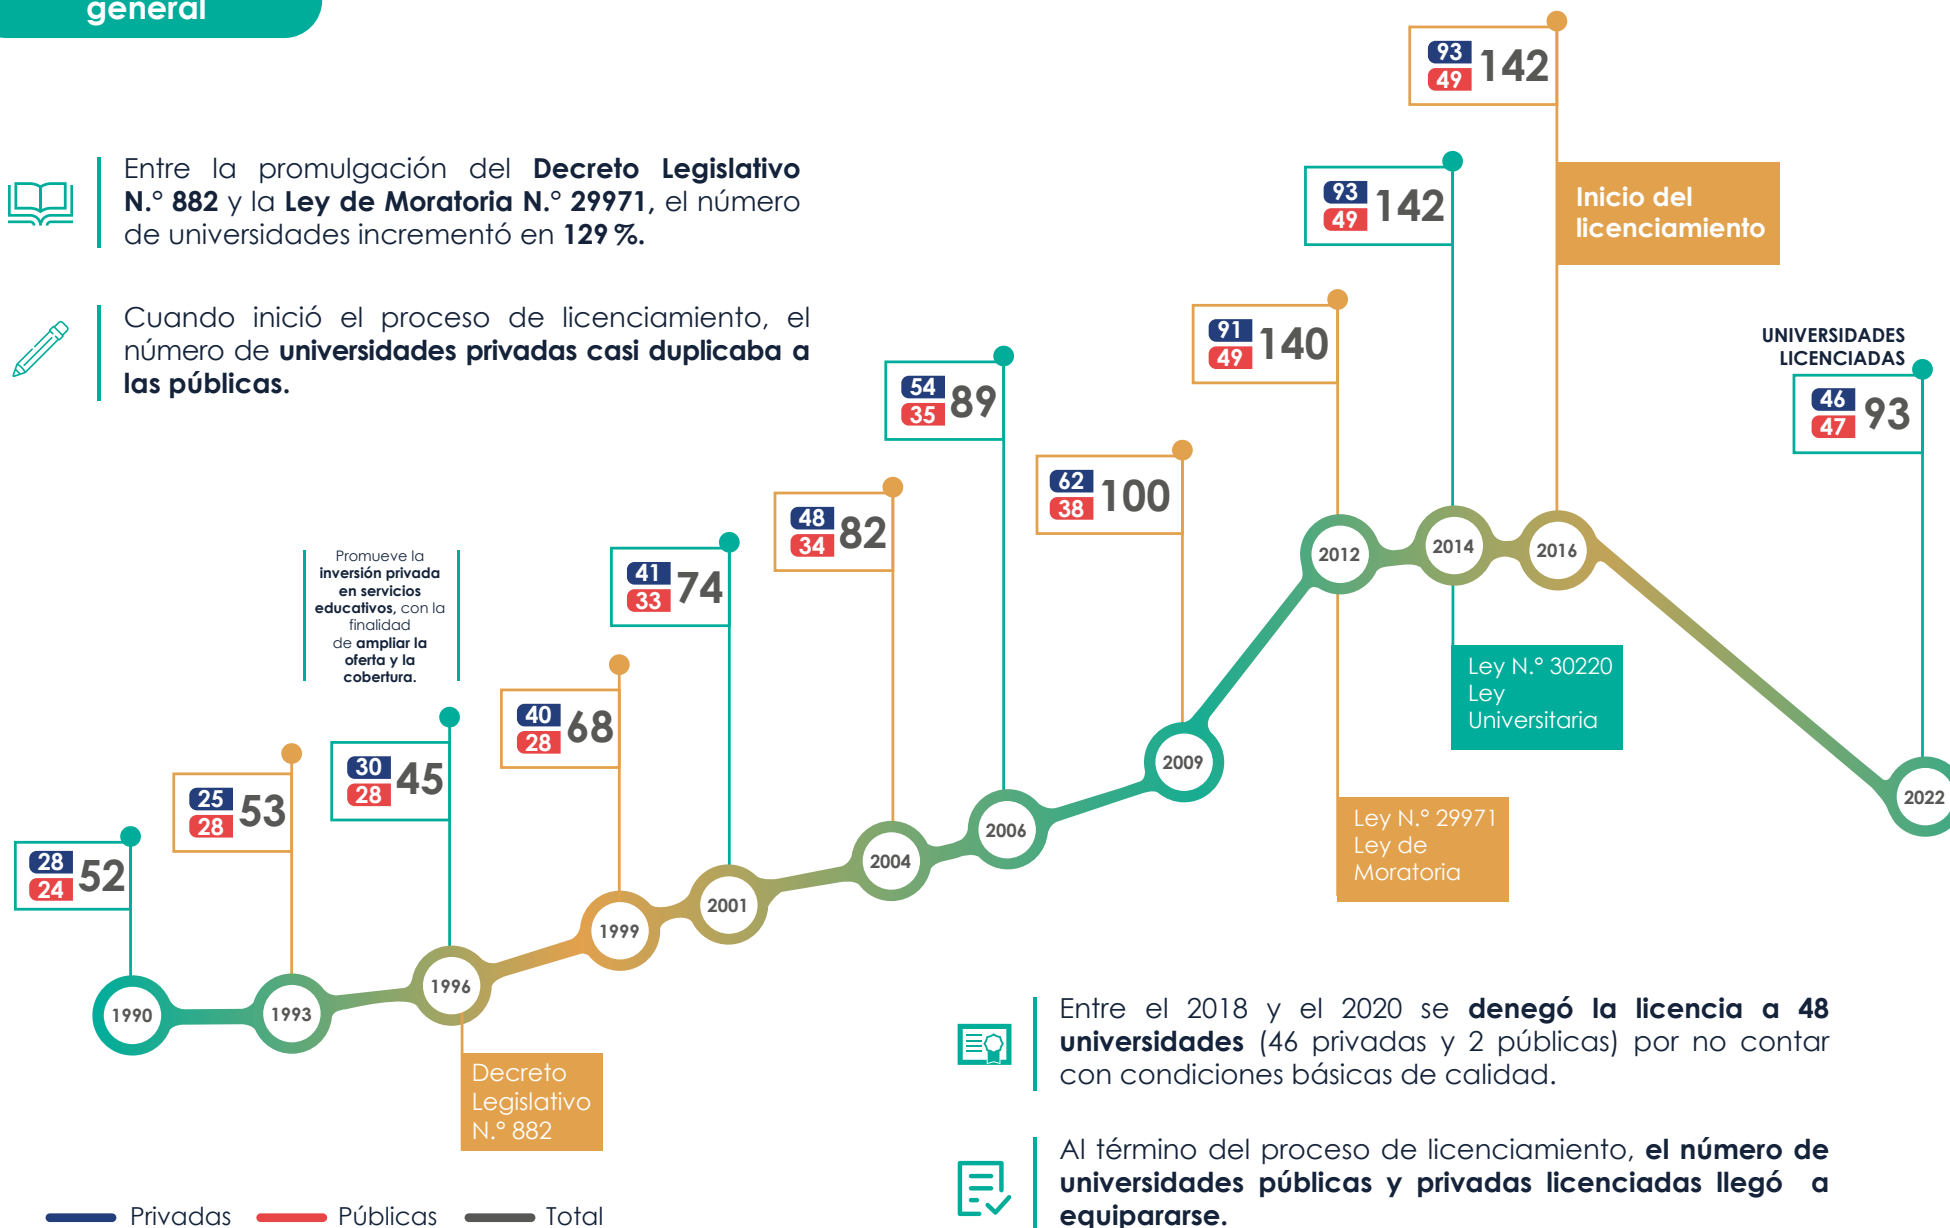 general
Entre la promulgación del Decreto Legislativo
N.° 882 y la Ley de Moratoria N.° 29971, el número
de universidades incrementó en 129 %.
Cuando inició el proceso de licenciamiento, el
número de universidades privadas casi duplicaba a
las públicas.
Promueve la
inversión privada
en servicios
educativos, con la
finalidad
de ampliar la
oferta y la
cobertura.
28
24
52
1990
25
28
53
1993
30
28
45
1996
Decreto
Legislativo
N.° 882
40
28
68
1999
41
33
74
2001
48
34
82
2004
54
35
89
2006
62
38
100
2009
91
49
140
2012
Ley N.° 29971
Ley de
Moratoria
93
49
142
2014
Ley N.° 30220
Ley
Universitaria
93
49
142
Inicio del
licenciamiento
2016
UNIVERSIDADES
LICENCIADAS
46
47
93
2022
Entre el 2018 y el 2020 se denegó la licencia a 48
universidades (46 privadas y 2 públicas) por no contar
con condiciones básicas de calidad.
Al término del proceso de licenciamiento, el número de
universidades públicas y privadas licenciadas llegó a
equipararse.
Privadas Públicas Total